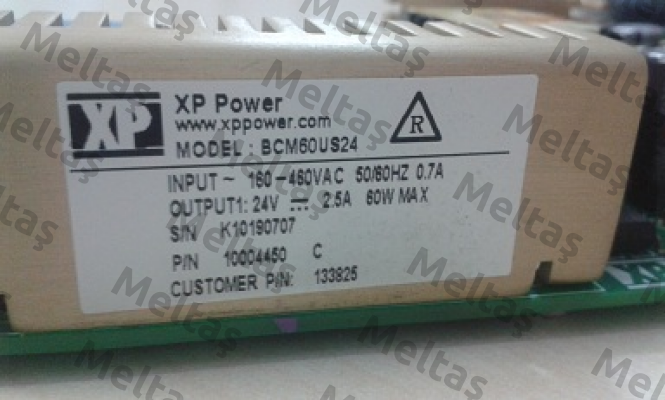 XP
XP Power
www.xppower.com
MODEL : BCM60US24
R
INPUT ~ 160-460VAC 50/60HZ 0.7A
OUTPUT1: 24V ⎓ 2.5A 60W MAX
S/N K10190707
P/N 10004450 C
CUSTOMER P/N: 133825
XP
Meltaş